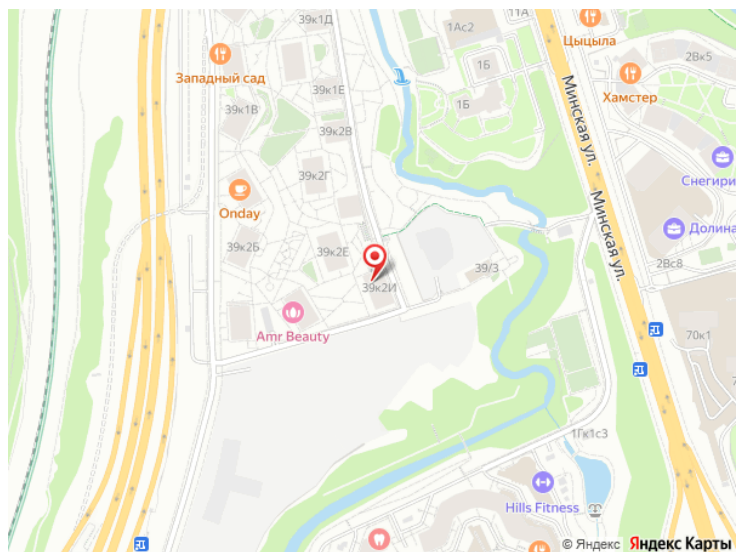 39к1Д
1Ас2
11А
Цыцыла
2Вк5
Западный сад
1Б
39к1Е
Хамстер
39к1В
1Б
39к2В
Минская ул.
Снегири
39к2Г
Onday
Минская ул.
Долина
39к2Б
39к2Е
39/3
2Вс8
39к2И
Amr Beauty
70к1
1Гк1с3
Hills Fitness
© Яндекс Яндекс Карты